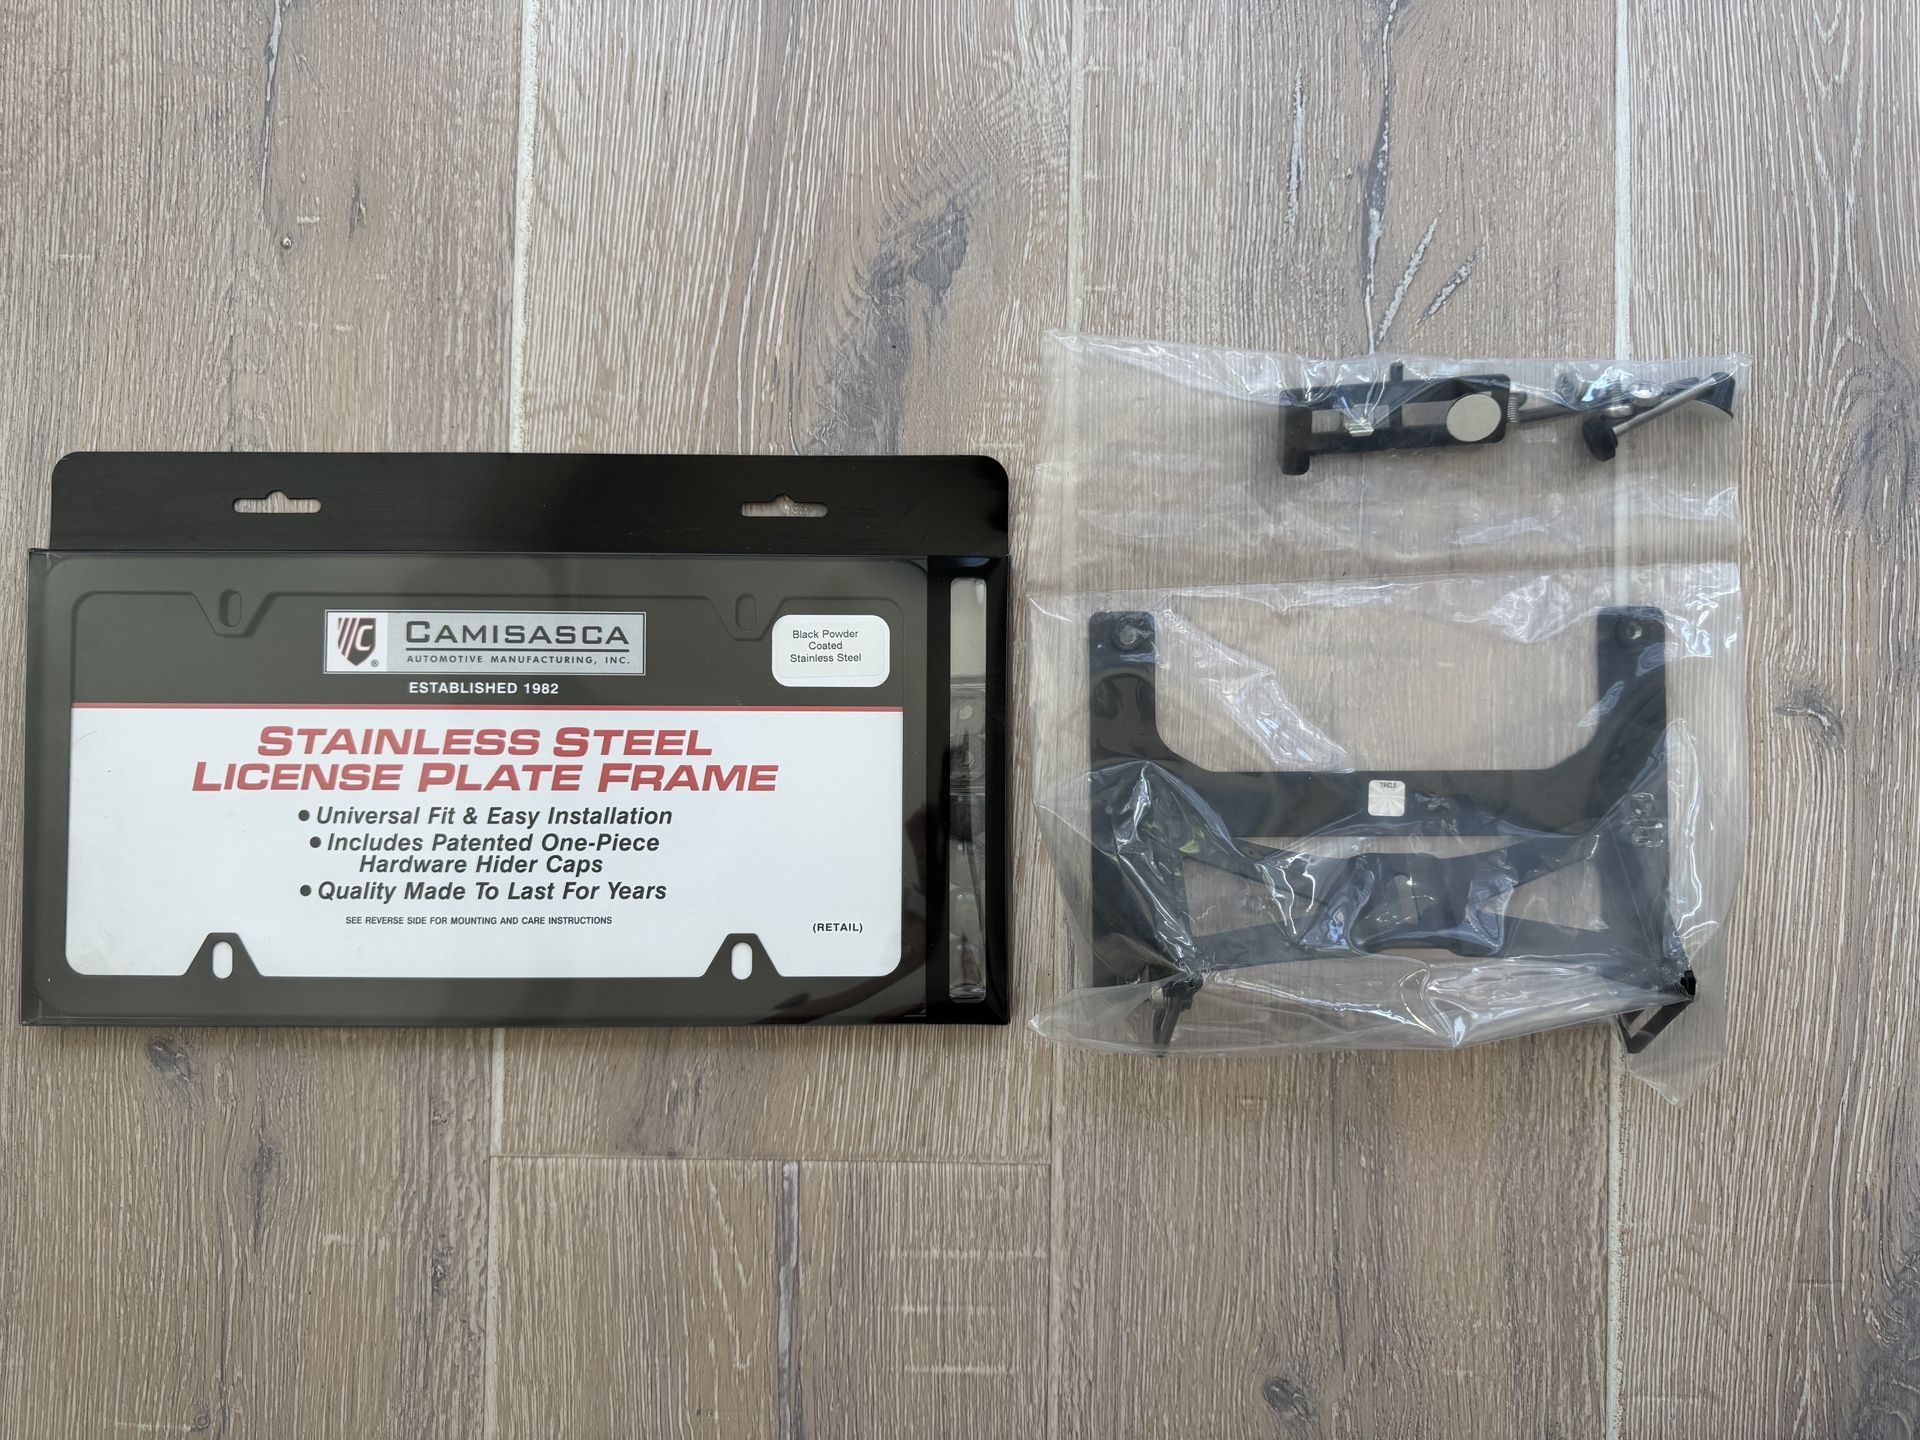 CAMISASCA
®
AUTOMOTIVE MANUFACTURING, INC.
ESTABLISHED 1982
Black Powder
Coated
Stainless Steel
STAINLESS STEEL
LICENSE PLATE FRAME
• Universal Fit & Easy Installation
• Includes Patented One-Piece
Hardware Hider Caps
• Quality Made To Last For Years
SEE REVERSE SIDE FOR MOUNTING AND CARE INSTRUCTIONS
(RETAIL)